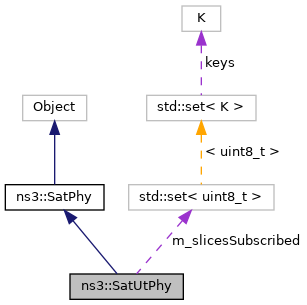 K
keys
Object
std::set< K >
< uint8_t >
ns3::SatPhy
std::set< uint8_t >
m_slicesSubscribed
ns3::SatUtPhy